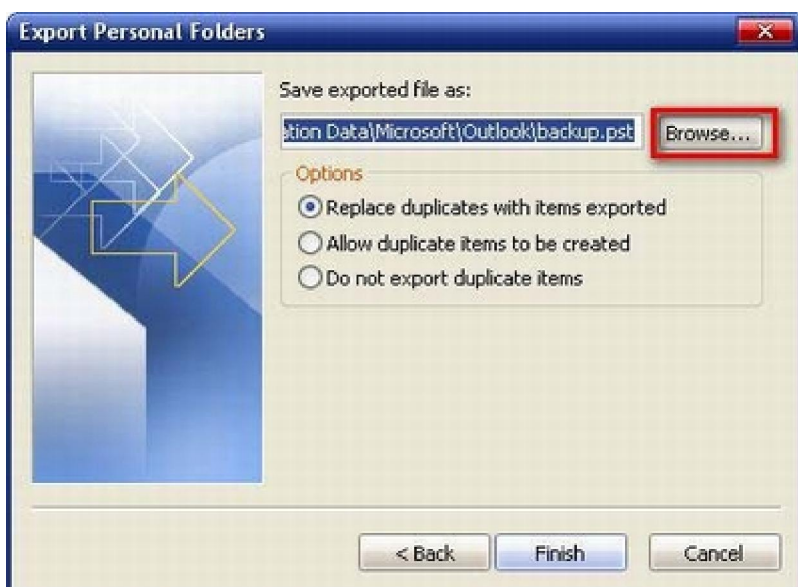 Export Personal Folders
Save exported file as:
ation Data\Microsoft\Outlook\backup.pst Browse...
Options
Replace duplicates with items exported
Allow duplicate items to be created
Do not export duplicate items
< Back Finish Cancel